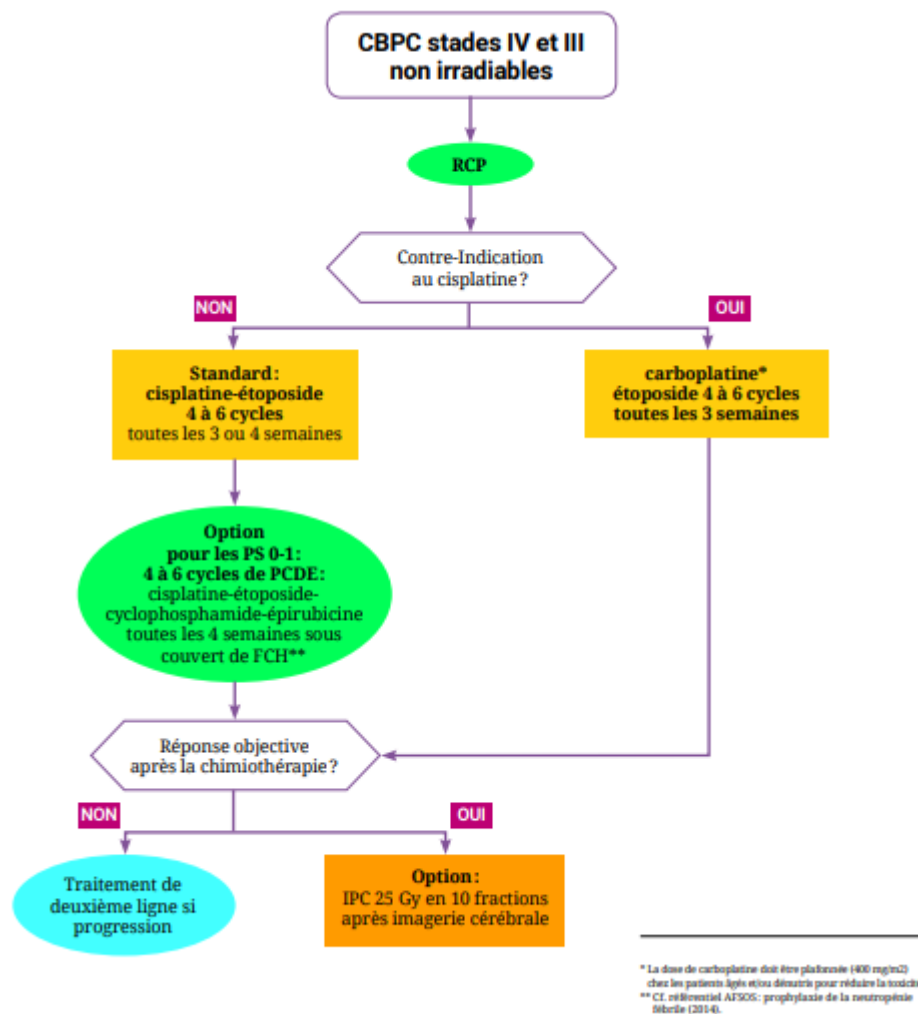 CBPC stades IV et III
non irradiables
RCP
Contre-Indication
au cisplatine ?
NON
OUI
Standard :
cisplatine-étoposide
4 à 6 cycles
toutes les 3 ou 4 semaines
carboplatine*
étoposide 4 à 6 cycles
toutes les 3 semaines
Option
pour les PS 0-1 :
4 à 6 cycles de PCDE :
cisplatine-étoposide-
cyclophosphamide-épirubicine
toutes les 4 semaines sous
couvert de FCH**
Réponse objective
après la chimiothérapie ?
NON
OUI
Traitement de
deuxième ligne si
progression
Option :
IPC 25 Gy en 10 fractions
après imagerie cérébrale
* La dose de carboplatine doit être plafonnée (400 mg/m2)
chez les patients âgés et/ou dénutris pour réduire la toxicité
** Cf. référentiel AFSOS : prophylaxie de la neutropénie
fébrile (2014).